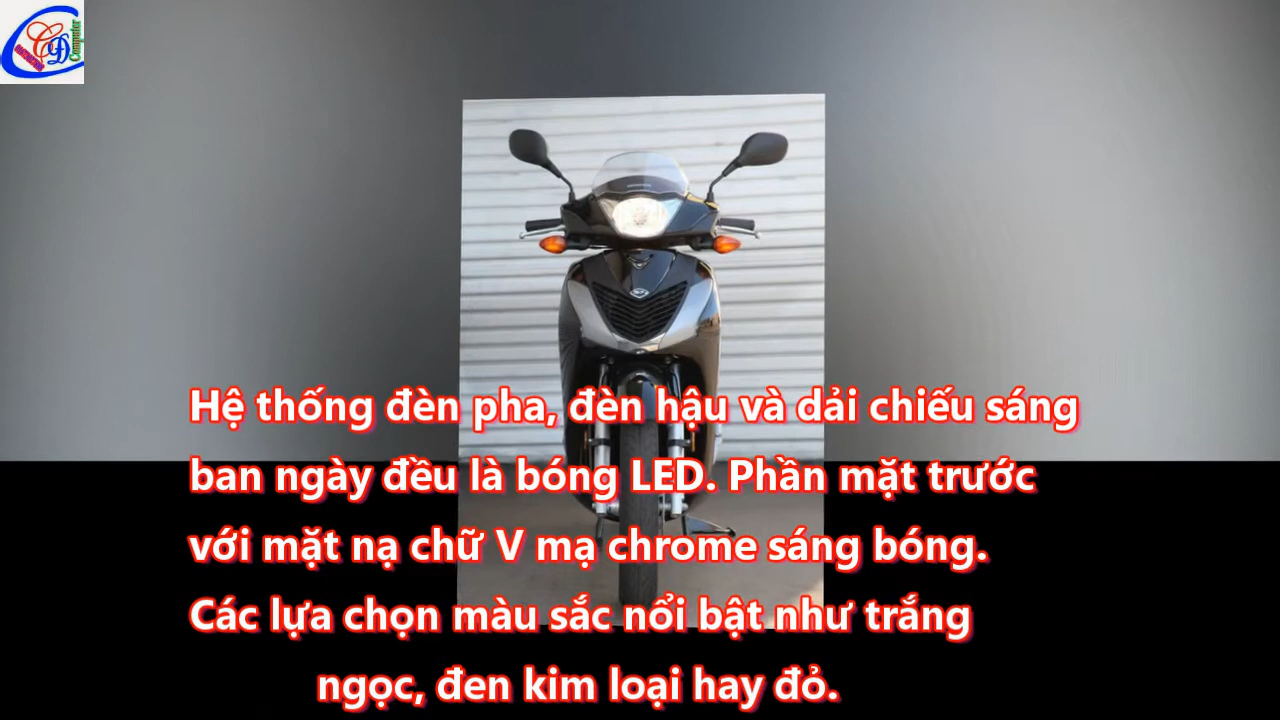 Computer
Hệ thống đèn pha, đèn hậu và dải chiếu sáng
ban ngày đều là bóng LED. Phần mặt trước
với mặt nạ chữ V mạ chrome sáng bóng.
Các lựa chọn màu sắc nổi bật như trắng
ngọc, đen kim loại hay đỏ.